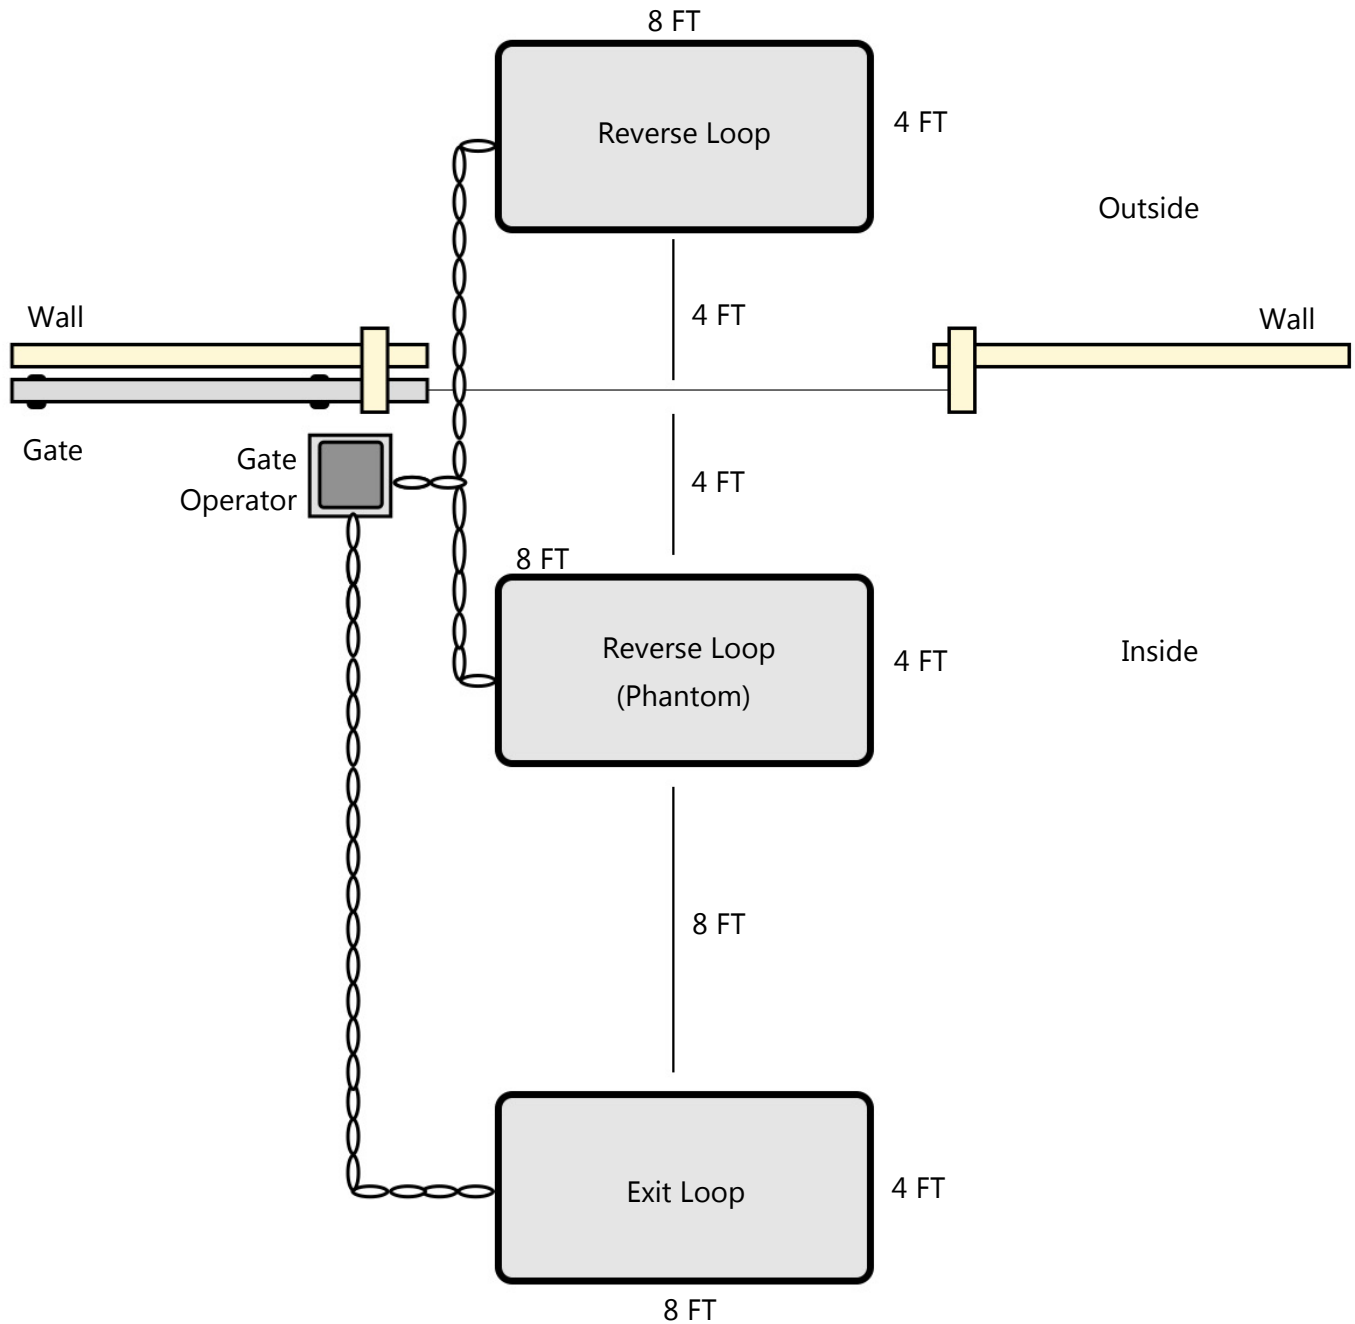 8 FT
Reverse Loop
4 FT
Outside
Wall
4 FT
Wall
Gate
Gate
Operator
4 FT
8 FT
Reverse Loop
(Phantom)
4 FT
Inside
8 FT
Exit Loop
4 FT
8 FT